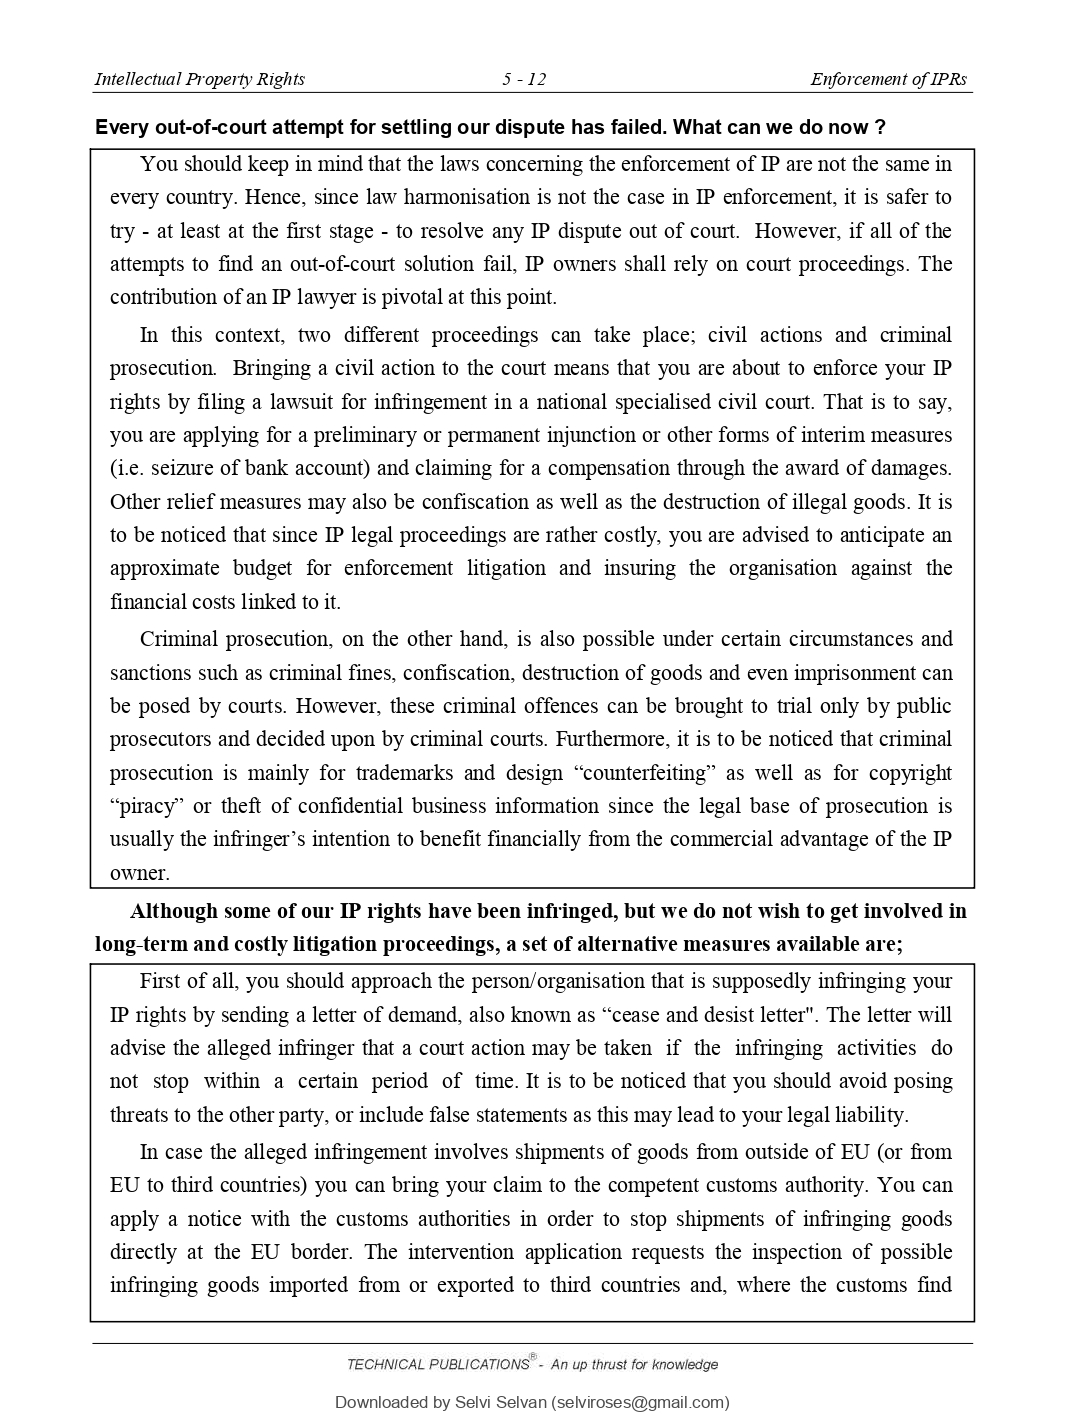 Intellectual Property Rights 5 - 12 Enforcement of IPRs
Every out-of-court attempt for settling our dispute has failed. What can we do now ?
You should keep in mind that the laws concerning the enforcement of IP are not the same in
every country. Hence, since law harmonisation is not the case in IP enforcement, it is safer to
try - at least at the first stage - to resolve any IP dispute out of court. However, if all of the
attempts to find an out-of-court solution fail, IP owners shall rely on court proceedings. The
contribution of an IP lawyer is pivotal at this point.
In this context, two different proceedings can take place; civil actions and criminal
prosecution. Bringing a civil action to the court means that you are about to enforce your IP
rights by filing a lawsuit for infringement in a national specialised civil court. That is to say,
you are applying for a preliminary or permanent injunction or other forms of interim measures
(i.e. seizure of bank account) and claiming for a compensation through the award of damages.
Other relief measures may also be confiscation as well as the destruction of illegal goods. It is
to be noticed that since IP legal proceedings are rather costly, you are advised to anticipate an
approximate budget for enforcement litigation and insuring the organisation against the
financial costs linked to it.
Criminal prosecution, on the other hand, is also possible under certain circumstances and
sanctions such as criminal fines, confiscation, destruction of goods and even imprisonment can
be posed by courts. However, these criminal offences can be brought to trial only by public
prosecutors and decided upon by criminal courts. Furthermore, it is to be noticed that criminal
prosecution is mainly for trademarks and design “counterfeiting” as well as for copyright
“piracy” or theft of confidential business information since the legal base of prosecution is
usually the infringer’s intention to benefit financially from the commercial advantage of the IP
owner.
Although some of our IP rights have been infringed, but we do not wish to get involved in
long-term and costly litigation proceedings, a set of alternative measures available are;
First of all, you should approach the person/organisation that is supposedly infringing your
IP rights by sending a letter of demand, also known as “cease and desist letter". The letter will
advise the alleged infringer that a court action may be taken if the infringing activities do
not stop within a certain period of time. It is to be noticed that you should avoid posing
threats to the other party, or include false statements as this may lead to your legal liability.
In case the alleged infringement involves shipments of goods from outside of EU (or from
EU to third countries) you can bring your claim to the competent customs authority. You can
apply a notice with the customs authorities in order to stop shipments of infringing goods
directly at the EU border. The intervention application requests the inspection of possible
infringing goods imported from or exported to third countries and, where the customs find
TECHNICAL PUBLICATIONS® - An up thrust for knowledge
Downloaded by Selvi Selvan (selviroses@gmail.com)